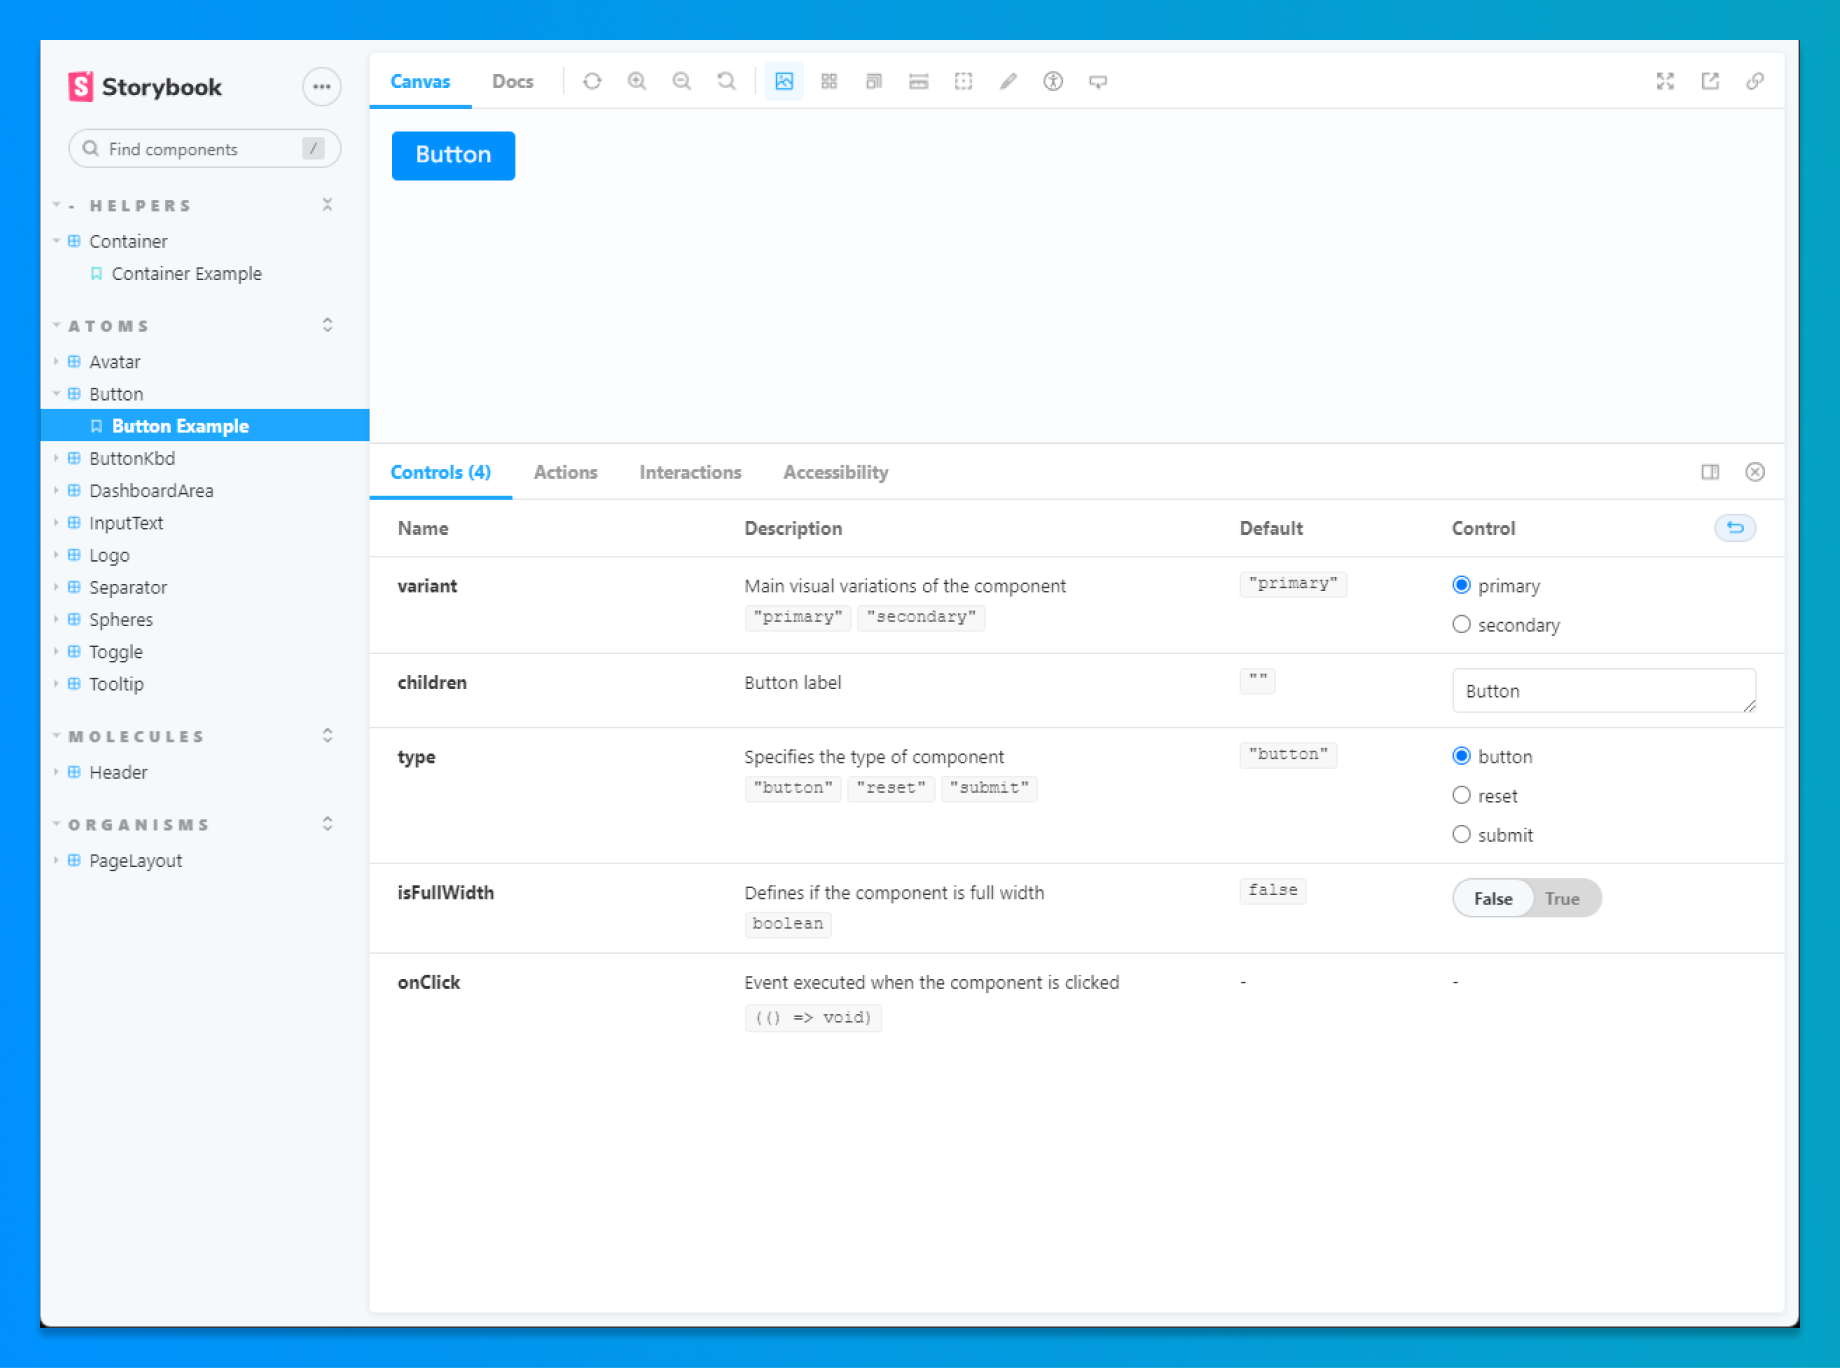 Storybook
Find components
/
- HELPERS
Container
Container Example
ATOMS
Avatar
Button
Button Example
ButtonKbd
DashboardArea
InputText
Logo
Separator
Spheres
Toggle
Tooltip
MOLECULES
Header
ORGANISMS
PageLayout
Canvas Docs
Button
Controls (4) Actions Interactions Accessibility
Name Description Default Control
variant Main visual variations of the component "primary" primary
"primary" "secondary" secondary
children Button label "" Button
type Specifies the type of component "button" button
"button" "reset" "submit" reset
submit
isFullWidth Defines if the component is full width false False True
boolean
onClick Event executed when the component is clicked - -
(() => void)